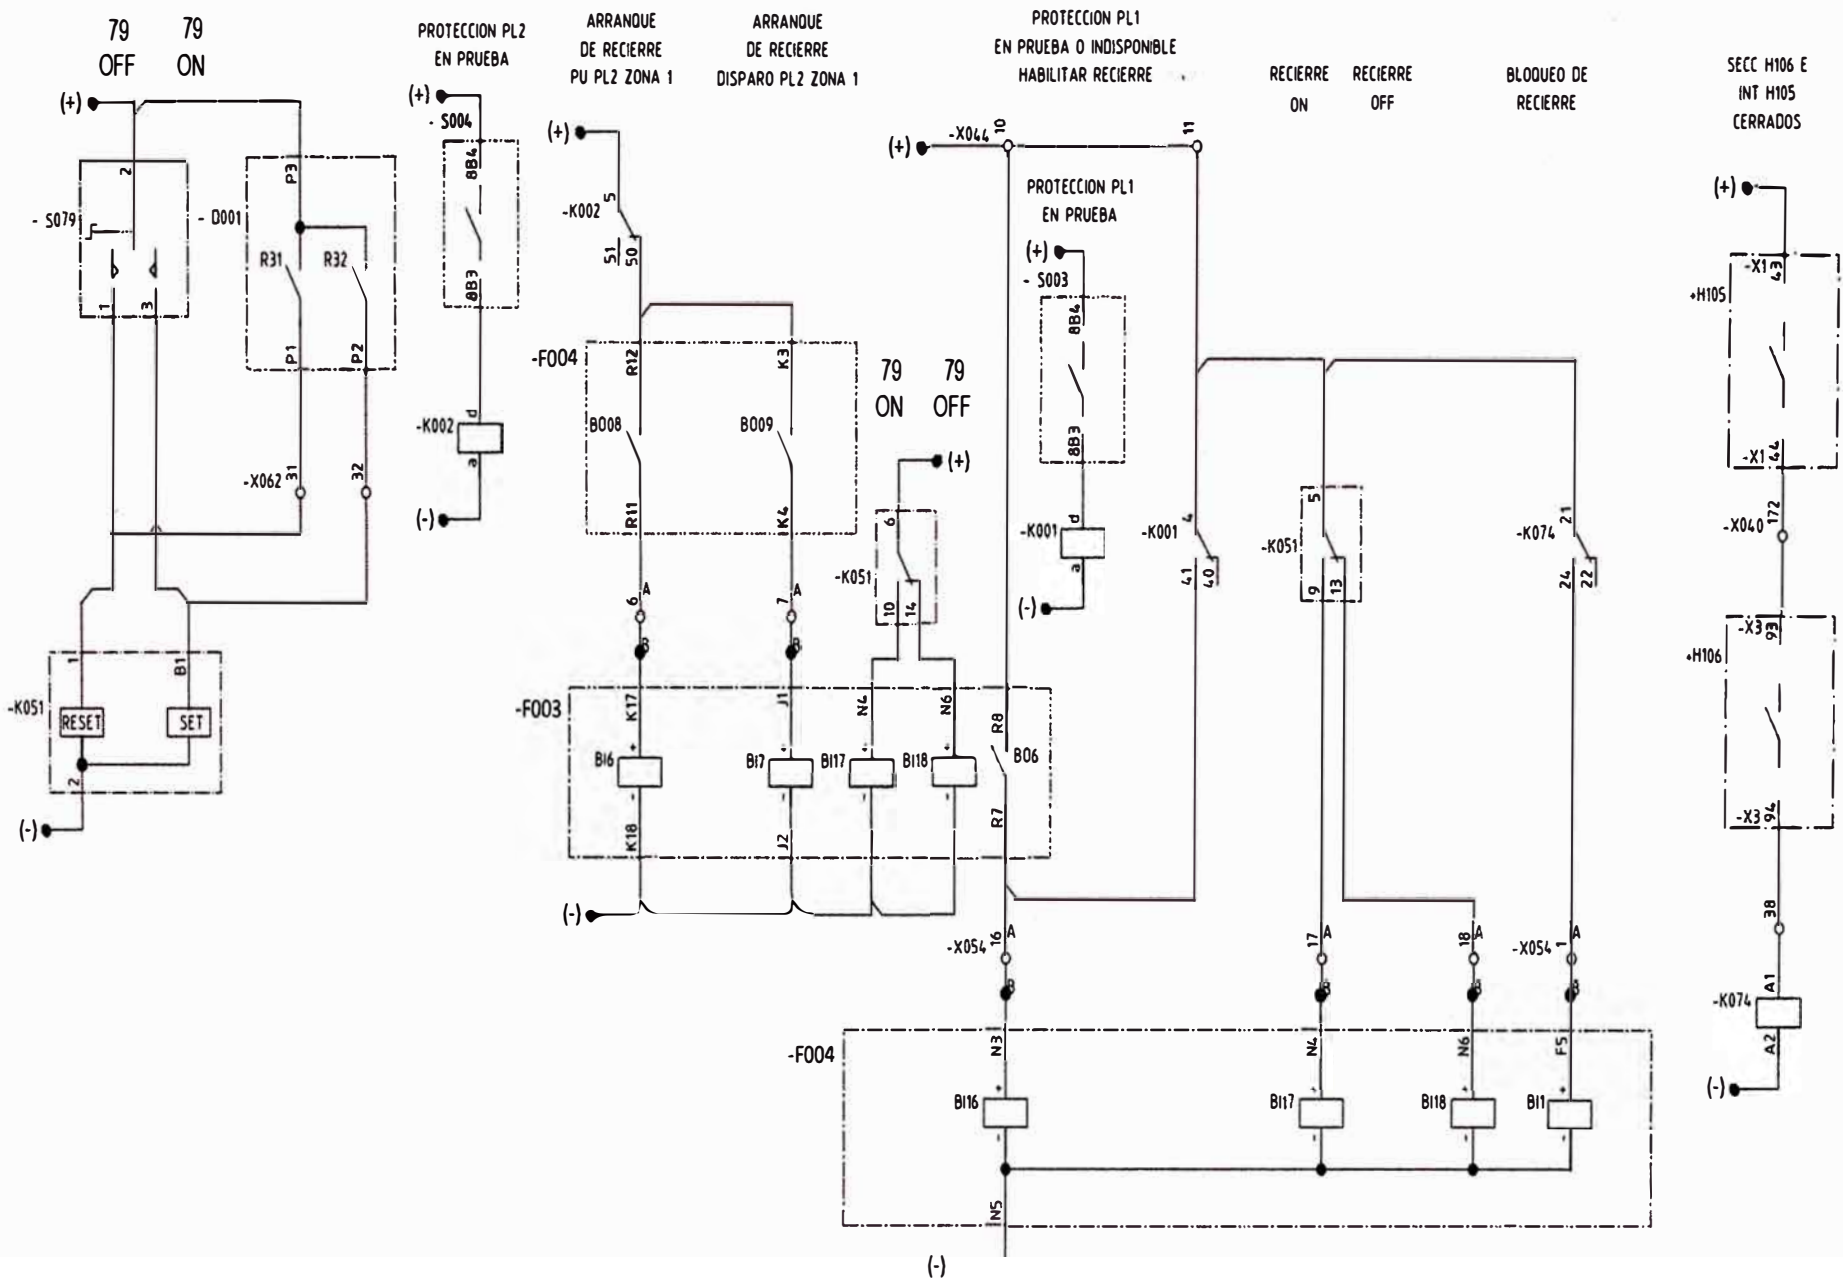 79
OFF
79
ON
(+)
2
- S079
1
3
- D001
P3
R31
R32
P1
P2
-X062
31
32
1
B1
-K051
RESET
SET
2
(-)
PROTECCION PL2
EN PRUEBA
(+)
- S004
8B4
8B3
d
-K002
a
(-)
ARRANQUE
DE RECIERRE
PU PL2 ZONA 1
ARRANQUE
DE RECIERRE
DISPARO PL2 ZONA 1
(+)
5
-K002
51
50
-F004
R12
K3
BO08
BO09
R11
K4
6
A
7
A
B
B
79
ON
79
OFF
(+)
6
-K051
10
14
-F003
K17
J1
N4
N6
R8
+
+
+
+
BI6
BI7
BI17
BI18
BO6
-
-
-
-
K18
J2
R7
(-)
PROTECCION PL1
EN PRUEBA O INDISPONIBLE
HABILITAR RECIERRE
(+)
-X044
10
11
PROTECCION PL1
EN PRUEBA
(+)
- S003
8B4
8B3
d
-K001
a
(-)
-K001
4
41
40
RECIERRE
ON
RECIERRE
OFF
5
-K051
9
13
BLOQUEO DE
RECIERRE
21
-K074
24
22
-X054
16
A
17
A
18
A
-X054
1
A
B
B
B
B
-F004
N3
N4
N6
F5
+
+
+
+
BI16
BI17
BI18
BI1
-
-
-
-
N5
(-)
SECC H106 E
INT H105
CERRADOS
(+)
-X1
43
+H105
-X1
44
-X040
172
-X3
93
+H106
-X3
94
38
A1
-K074
A2
(-)